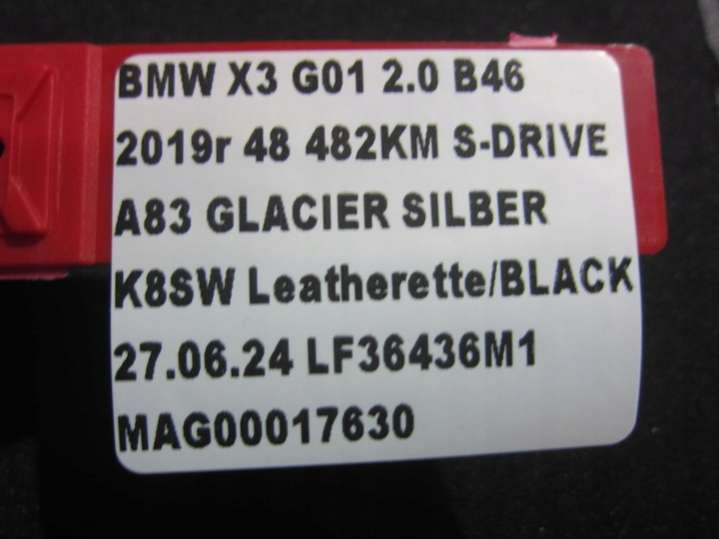 BMW X3 G01 2.0 B46
2019r 48 482KM S-DRIVE
A83 GLACIER SILBER
K8SW Leatherette/BLACK
27.06.24 LF36436M1
MAG00017630